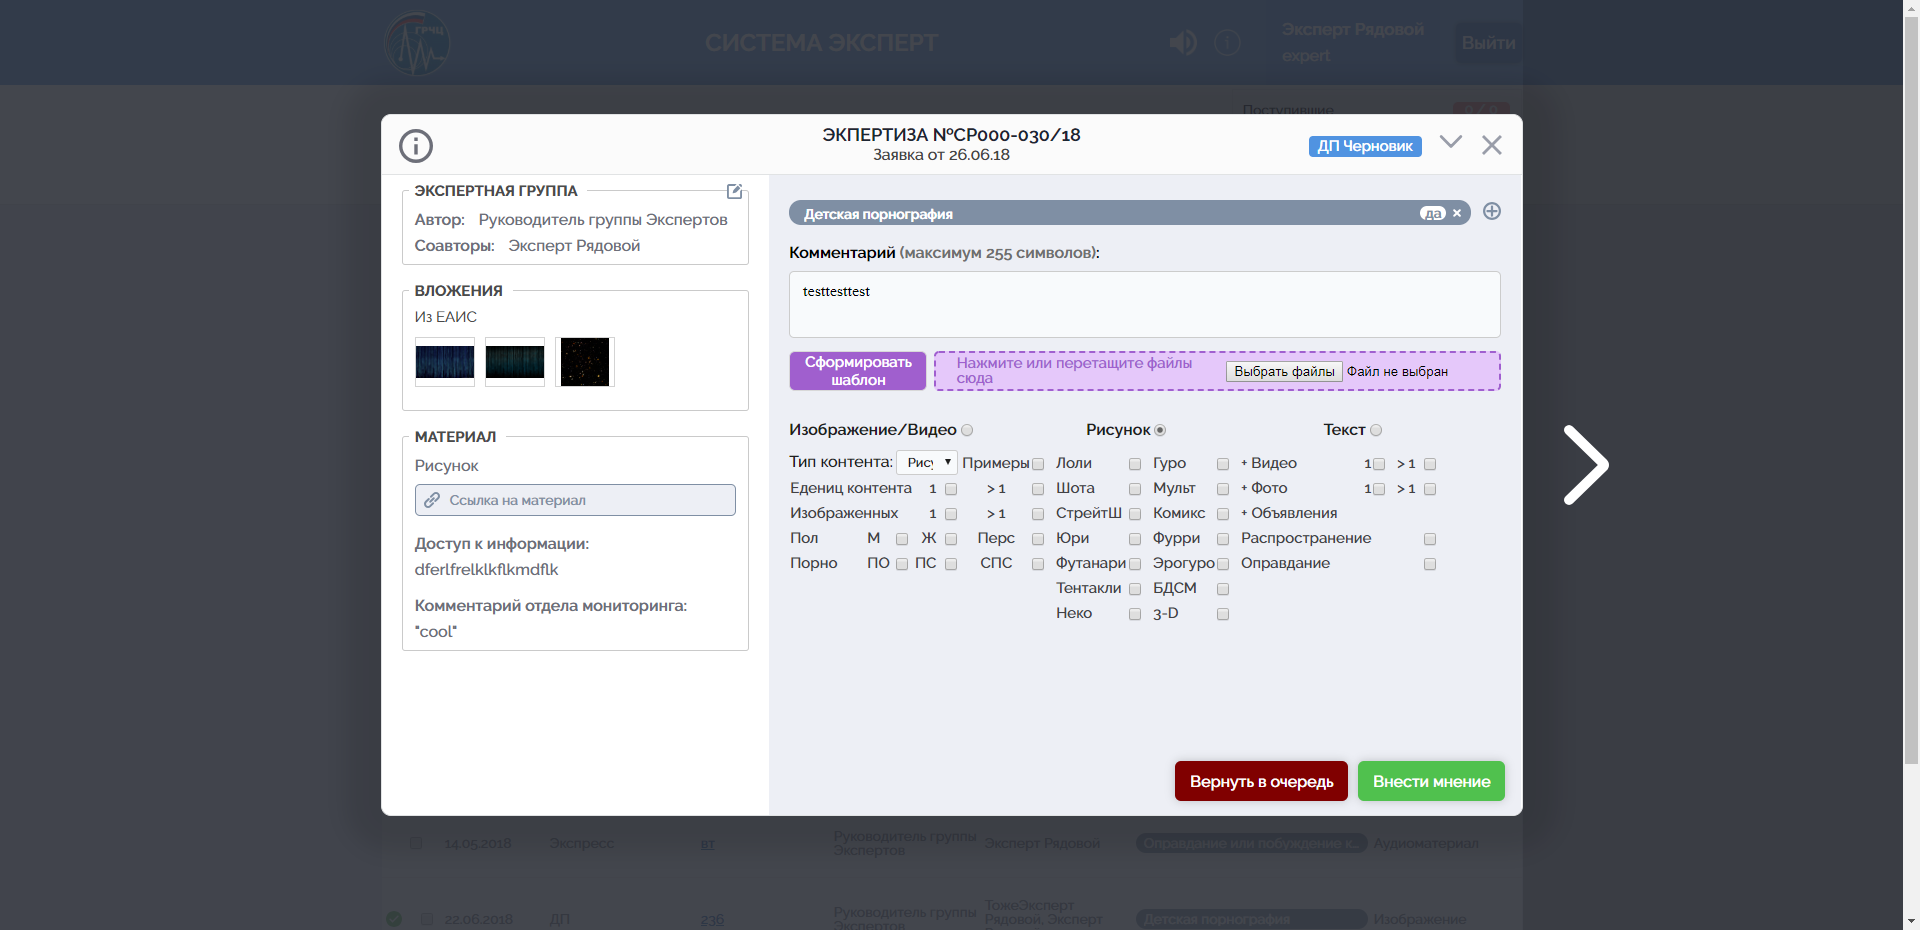 ГРЧЦ
СИСТЕМА ЭКСПЕРТ
Эксперт Рядовой
expert
Выйти
Поступившие
0 / 0
ЭКПЕРТИЗА №СР000-030/18
Заявка от 26.06.18
ДП Черновик
ЭКСПЕРТНАЯ ГРУППА
Автор: Руководитель группы Экспертов
Соавторы: Эксперт Рядовой
ВЛОЖЕНИЯ
Из ЕАИС
МАТЕРИАЛ
Рисунок
Ссылка на материал
Доступ к информации:
dferlfrelklkflkmdflk
Комментарий отдела мониторинга:
"cool"
Детская порнография да ×
Комментарий (максимум 255 символов):
testtesttest
Сформировать
шаблон
Нажмите или перетащите файлы
сюда
Выбрать файлы Файл не выбран
Изображение/Видео Рисунок Текст
Тип контента: Рису Примеры Лоли Гуро + Видео 1 > 1
Едениц контента 1 > 1 Шота Мульт + Фото 1 > 1
Изображенных 1 > 1 СтрейтШ Комикс + Объявления
Пол М Ж Перс Юри Фурри Распространение
Порно ПО ПС СПС Футанари Эрогуро Оправдание
Тентакли БДСМ
Неко 3-D
Вернуть в очередь Внести мнение
14.05.2018 Экспресс вт Руководитель группы
Экспертов Эксперт Рядовой Оправдание или побуждение к... Аудиоматериал
22.06.2018 ДП 236 Руководитель группы
Экспертов ТожеЭксперт
Рядовой, Эксперт Детская порнография Изображение